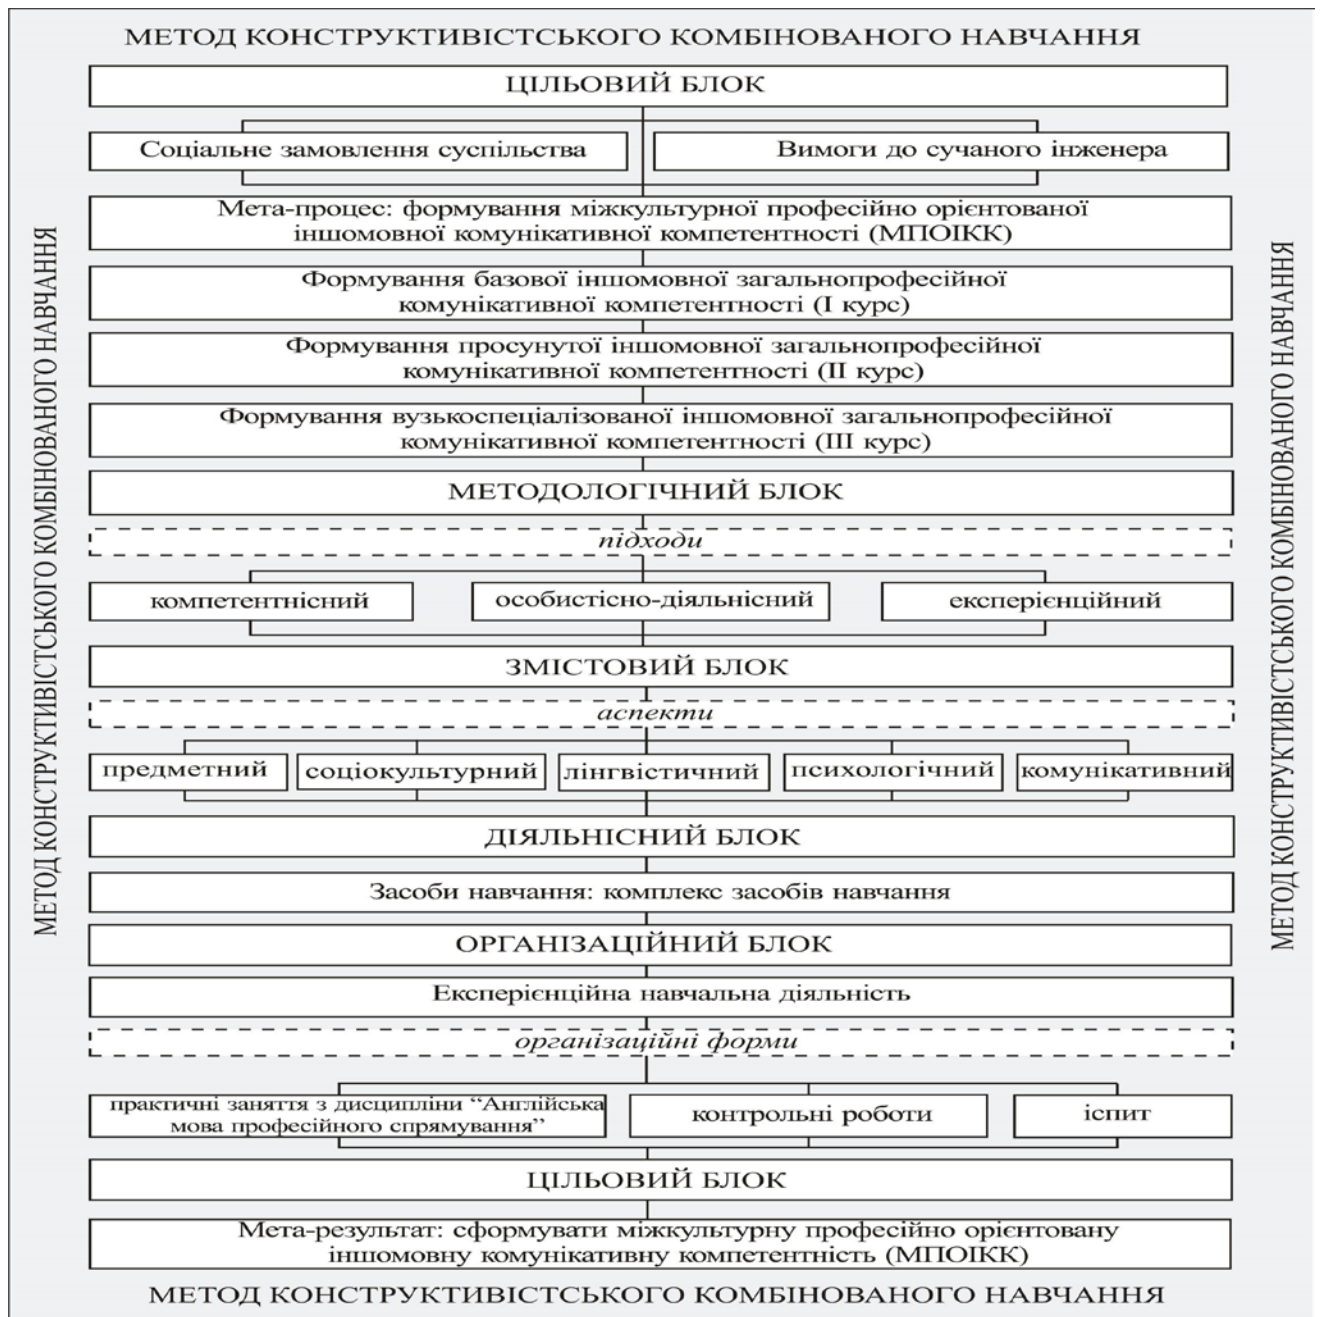 МЕТОД КОНСТРУКТИВІСТСЬКОГО КОМБІНОВАНОГО НАВЧАННЯ
ЦІЛЬОВИЙ БЛОК
Соціальне замовлення суспільства
Вимоги до сучаного інженера
Мета-процес: формування міжкультурної професійно орієнтованої
іншомовної комунікативної компетентності (МПОІКК)
Формування базової іншомовної загальнопрофесійної
комунікативної компетентності (I курс)
Формування просунутої іншомовної загальнопрофесійної
комунікативної компетентності (II курс)
Формування вузькоспеціалізованої іншомовної загальнопрофесійної
комунікативної компетентності (III курс)
МЕТОДОЛОГІЧНИЙ БЛОК
підходи
компетентнісний
особистісно-діяльнісний
експерієнційний
ЗМІСТОВИЙ БЛОК
аспекти
предметний
соціокультурний
лінгвістичний
психологічний
комунікативний
ДІЯЛЬНІСНИЙ БЛОК
Засоби навчання: комплекс засобів навчання
ОРГАНІЗАЦІЙНИЙ БЛОК
Експерієнційна навчальна діяльність
організаційні форми
практичні заняття з дисципліни “Англійська
мова професійного спрямування”
контрольні роботи
іспит
ЦІЛЬОВИЙ БЛОК
Мета-результат: сформувати міжкультурну професійно орієнтовану
іншомовну комунікативну компетентність (МПОІКК)
МЕТОД КОНСТРУКТИВІСТСЬКОГО КОМБІНОВАНОГО НАВЧАННЯ
МЕТОД КОНСТРУКТИВІСТСЬКОГО КОМБЫНОВАНОГО НАВЧАННЯ
МЕТОД КОНСТРУКТИВІСТСЬКОГО КОМБЫНОВАНОГО НАВЧАННЯ